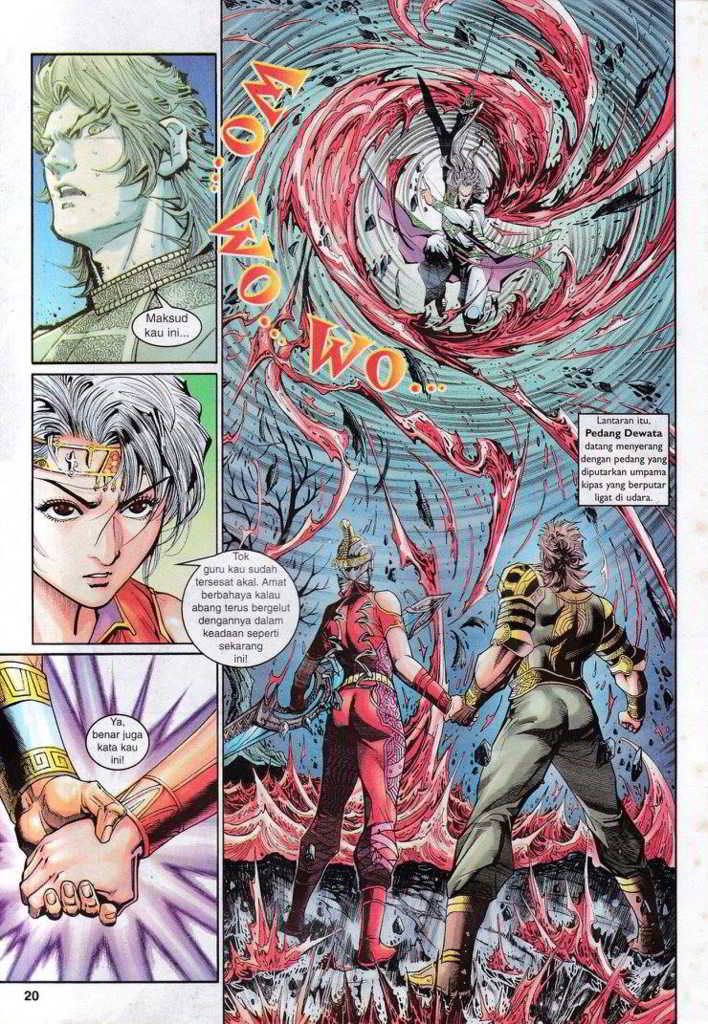 Maksud
kau ini...
Tok
guru kau sudah
tersesat akal. Amat
berbahaya kalau
abang terus bergelut
dengannya dalam
keadaan seperti
sekarang
ini!
Ya,
benar juga
kata kau
ini!
WO...
WO...
WO...
WO...
WO...
WO...
Lantaran itu,
Pedang Dewata
datang menyerang
dengan pedang yang
diputarkan umpama
kipas yang berputar
ligat di udara.
20